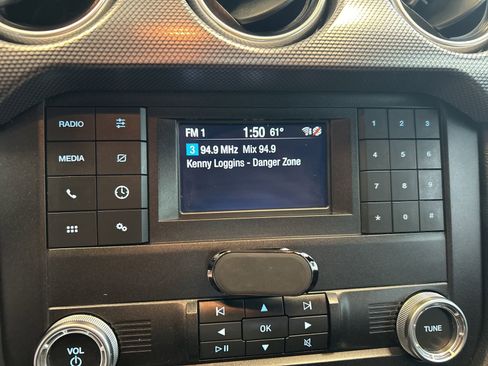 FM 1 1:50 61°
3 94.9 MHz Mix 94.9
Kenny Loggins - Danger Zone
RADIO
MEDIA
1 2 3
4 5 6
7 8 9
* 0 #
OK
VOL
TUNE